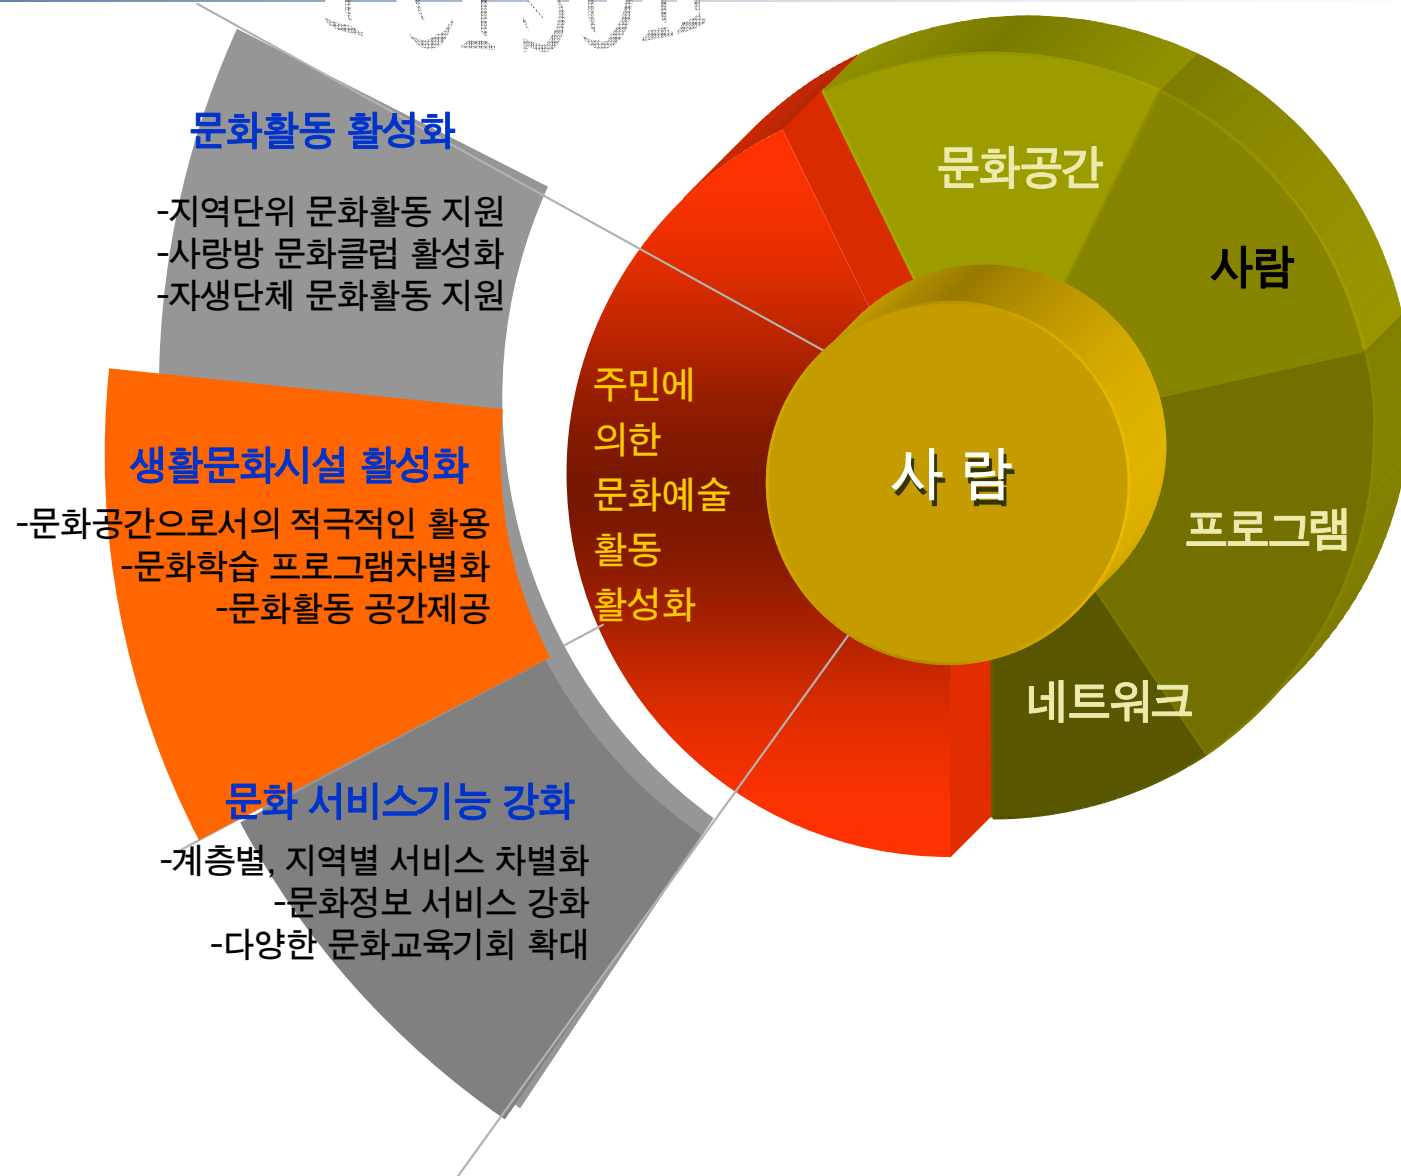 Person
문화활동 활성화
-지역단위 문화활동 지원
-사랑방 문화클럽 활성화
-자생단체 문화활동 지원
생활문화시설 활성화
-문화공간으로서의 적극적인 활용
-문화학습 프로그램차별화
-문화활동 공간제공
문화 서비스기능 강화
-계층별, 지역별 서비스 차별화
-문화정보 서비스 강화
-다양한 문화교육기회 확대
주민에
의한
문화예술
활동
활성화
사 람
문화공간
사람
프로그램
네트워크